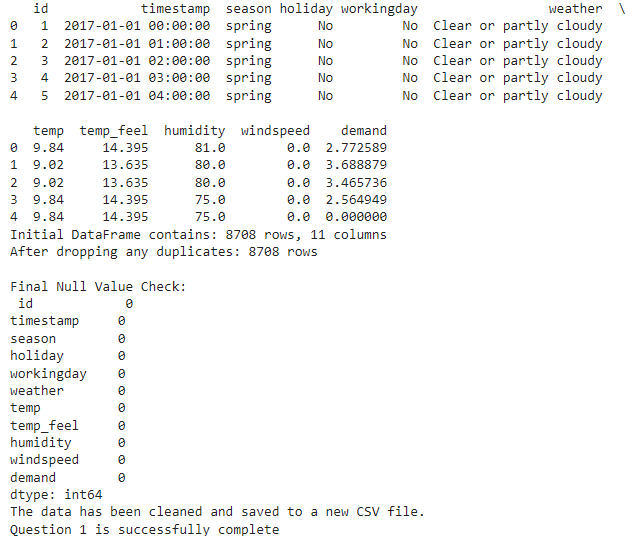 id            timestamp  season holiday workingday                 weather  \
0   1  2017-01-01 00:00:00  spring      No         No  Clear or partly cloudy
1   2  2017-01-01 01:00:00  spring      No         No  Clear or partly cloudy
2   3  2017-01-01 02:00:00  spring      No         No  Clear or partly cloudy
3   4  2017-01-01 03:00:00  spring      No         No  Clear or partly cloudy
4   5  2017-01-01 04:00:00  spring      No         No  Clear or partly cloudy

   temp  temp_feel  humidity  windspeed    demand
0  9.84     14.395      81.0        0.0  2.772589
1  9.02     13.635      80.0        0.0  3.688879
2  9.02     13.635      80.0        0.0  3.465736
3  9.84     14.395      75.0        0.0  2.564949
4  9.84     14.395      75.0        0.0  0.000000
Initial DataFrame contains: 8708 rows, 11 columns
After dropping any duplicates: 8708 rows

Final Null Value Check:
 id            0
timestamp     0
season        0
holiday       0
workingday    0
weather       0
temp          0
temp_feel     0
humidity      0
windspeed     0
demand        0
dtype: int64
The data has been cleaned and saved to a new CSV file.
Question 1 is successfully complete